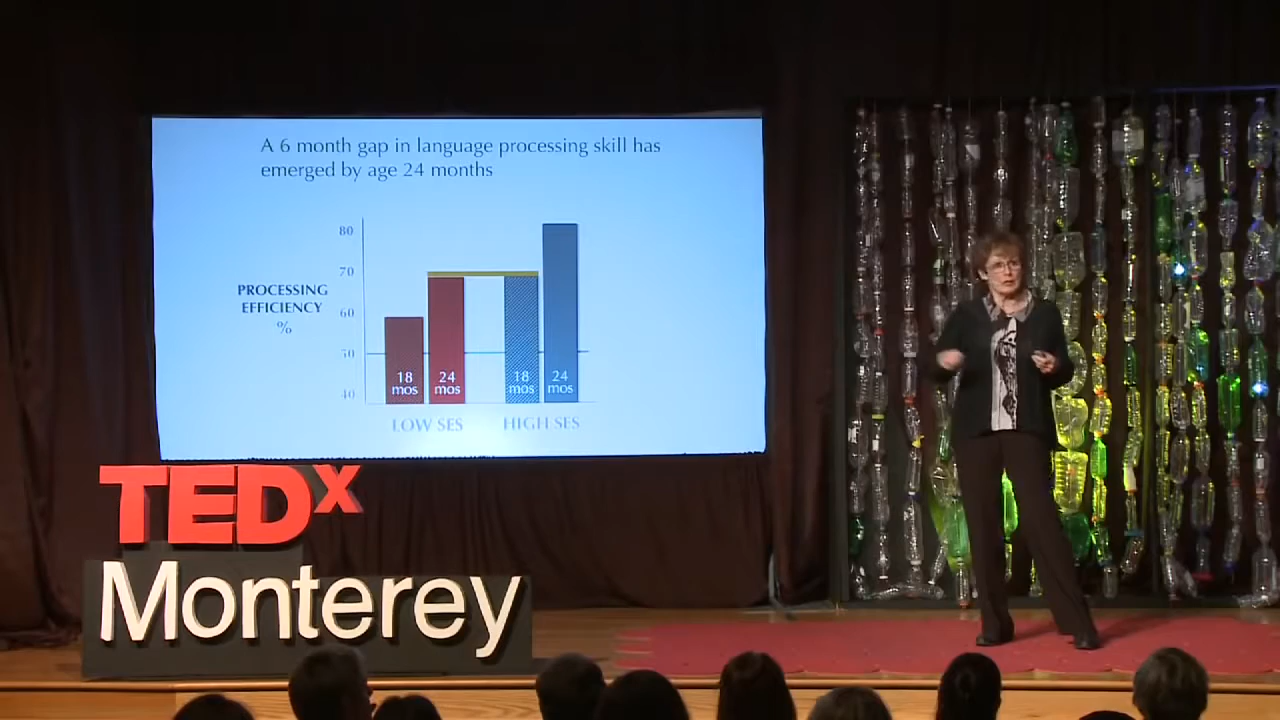 A 6 month gap in language processing skill has
emerged by age 24 months
80
70
60
50
40
PROCESSING
EFFICIENCY
%
18
mos
24
mos
18
mos
24
mos
LOW SES
HIGH SES
TEDx
Monterey